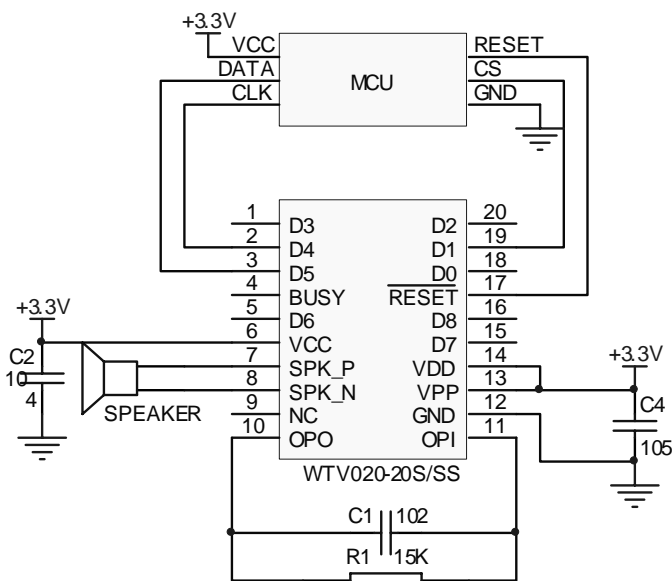 +3.3V
VCC
DATA
CLK
MCU
RESET
CS
GND
1 D3 D2 20
2 D4 D1 19
3 D5 D0 18
4 BUSY RESET 17
5 D6 D8 16
6 VCC D7 15
7 SPK_P VDD 14
8 SPK_N VPP 13
9 NC GND 12
10 OPO OPI 11
+3.3V
C2
10
4
SPEAKER
+3.3V
C4
105
WTV020-20S/SS
C1 102
R1 15K